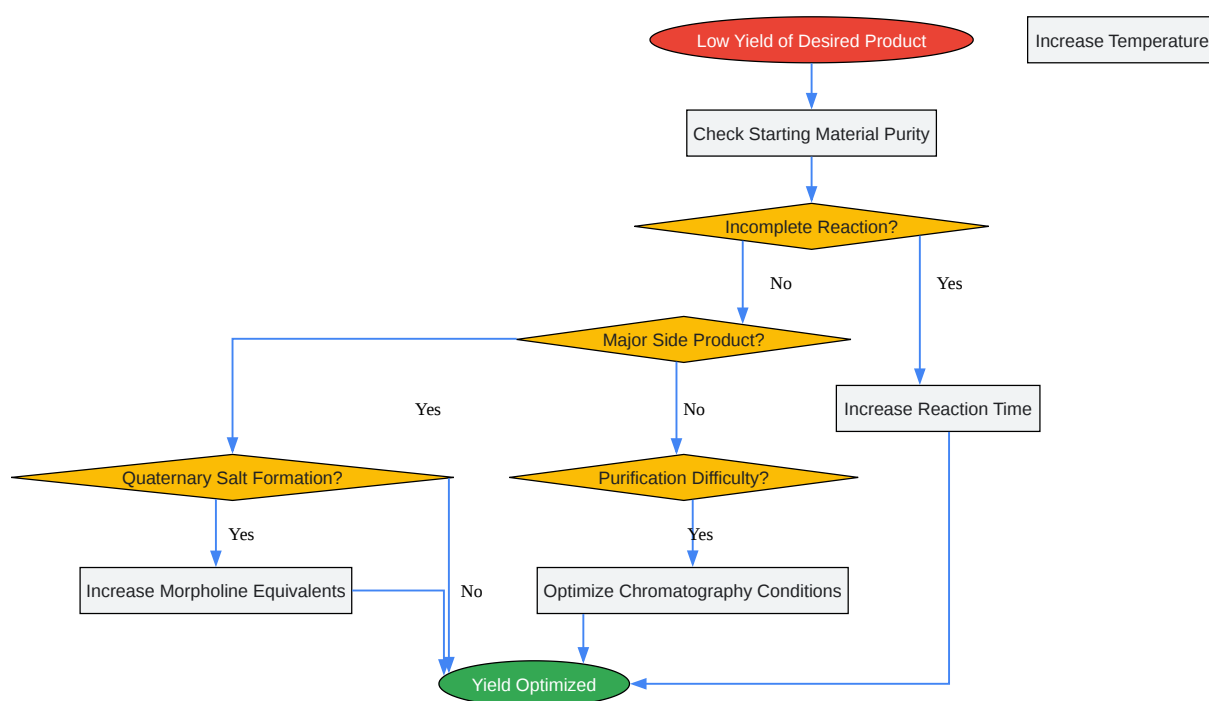 Low Yield of Desired Product
Increase Temperature
Check Starting Material Purity
Incomplete Reaction?
No
Yes
Major Side Product?
Yes
No
Increase Reaction Time
Quaternary Salt Formation?
Purification Difficulty?
Yes
Yes
Increase Morpholine Equivalents
No
Optimize Chromatography Conditions
Yield Optimized